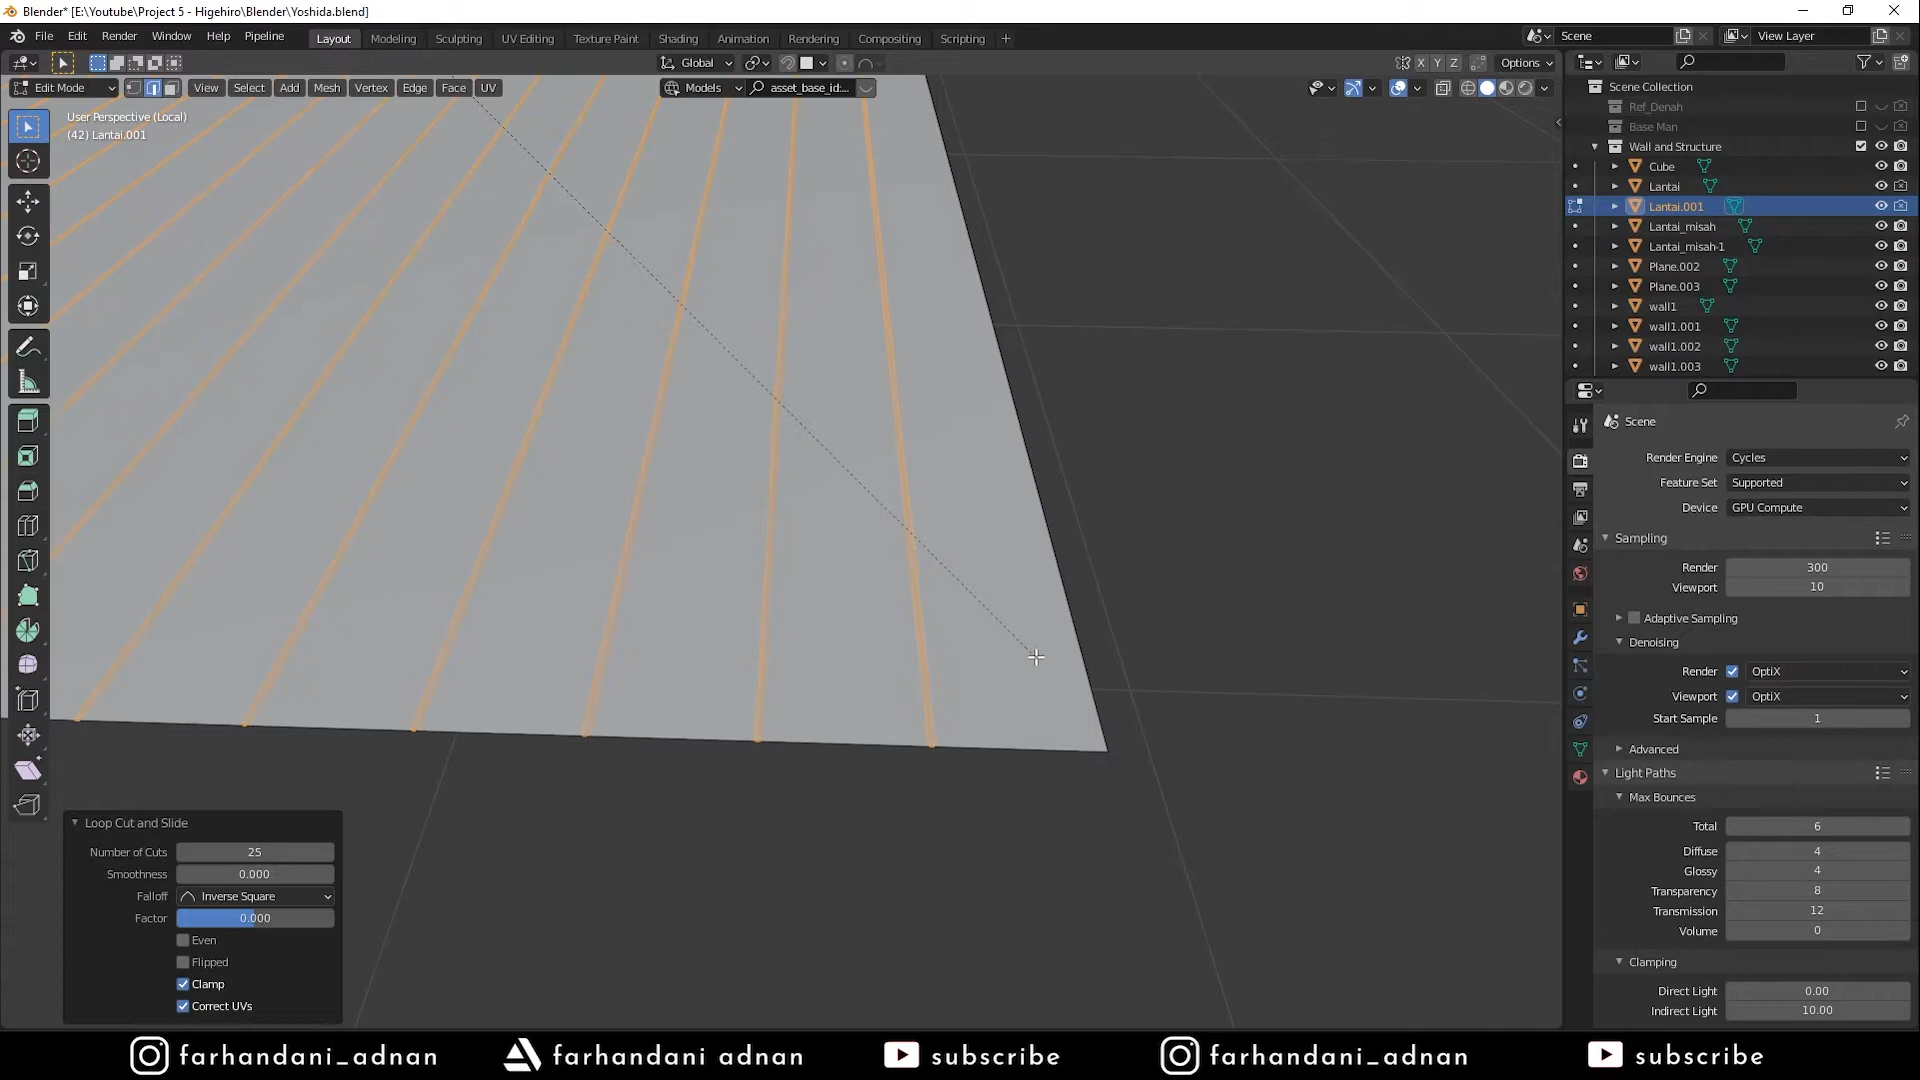 Blender* [E:\Youtube\Project 5 - Higehiro\Blender\Yoshida.blend]
File Edit Render Window Help Pipeline Layout Modeling Sculpting UV Editing Texture Paint Shading Animation Rendering Compositing Scripting + Scene View Layer
Global X Y Z Options
Edit Mode View Select Add Mesh Vertex Edge Face UV Models asset_base_id:...
User Perspective (Local)
(42) Lantai.001
Scene Collection
Ref_Denah
Base Man
Wall and Structure
Cube
Lantai
Lantai.001
Lantai_misah
Lantai_misah-1
Plane.002
Plane.003
wall1
wall1.001
wall1.002
wall1.003
Scene
Render Engine Cycles
Feature Set Supported
Device GPU Compute
Sampling
Render 300
Viewport 10
Adaptive Sampling
Denoising
Render OptiX
Viewport OptiX
Start Sample 1
Advanced
Light Paths
Max Bounces
Total 6
Diffuse 4
Glossy 4
Transparency 8
Transmission 12
Volume 0
Clamping
Direct Light 0.00
Indirect Light 10.00
Loop Cut and Slide
Number of Cuts 25
Smoothness 0.000
Falloff Inverse Square
Factor 0.000
Even
Flipped
Clamp
Correct UVs
farhandani_adnan farhandani adnan subscribe farhandani_adnan subscribe